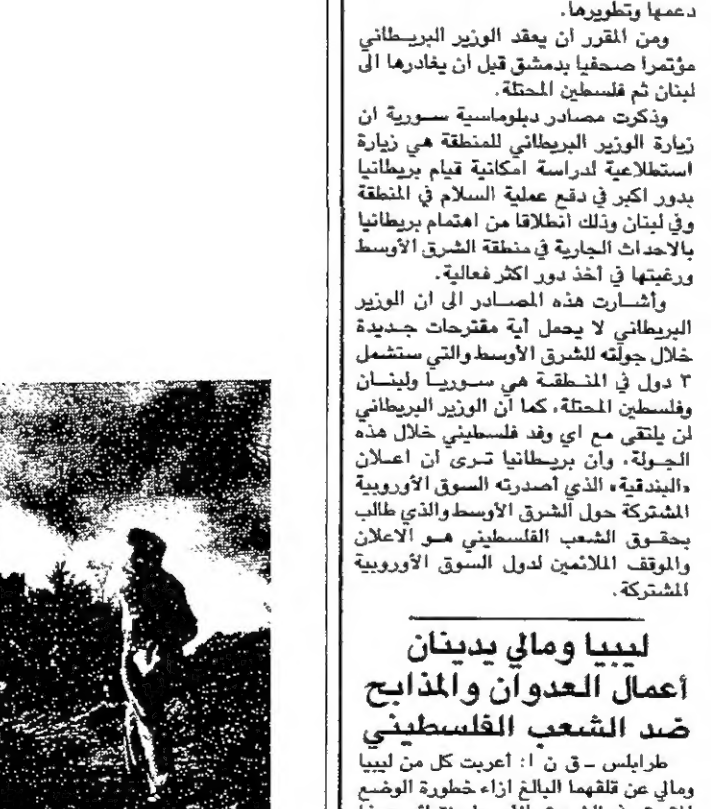 دعمها وتطويرها.
ومن المقرر ان يعقد الوزير البريطاني
مؤتمرا صحفيا بدمشق قبل ان يغادرها الى
لبنان ثم فلسطين المحتلة.
وذكرت مصادر دبلوماسية سورية ان
زيارة الوزير البريطاني للمنطقة هي زيارة
استطلاعية لدراسة امكانية قيام بريطانيا
بدور اكبر في دفع عملية السلام في المنطقة
وفي لبنان وذلك انطلاقا من اهتمام بريطانيا
بالاحداث الجارية في منطقة الشرق الأوسط
ورغبتها في أخذ دور اكثر فعالية.
وأشارت هذه المصادر الى ان الوزير
البريطاني لا يحمل أية مقترحات جديدة
خلال جولته للشرق الأوسط والتي ستشمل
٣ دول في المنطقة هي سوريا ولبنان
وفلسطين المحتلة، كما ان الوزير البريطاني
لن يلتقى مع اي وفد فلسطيني خلال هذه
الجولة، وان بريطانيا ترى ان اعلان
«البندقية» الذي أصدرته السوق الأوروبية
المشتركة حول الشرق الأوسط والذي طالب
بحقوق الشعب الفلسطيني هو الاعلان
والموقف الملائمين لدول السوق الأوروبية
المشتركة.
ليبيا ومالي يدينان
أعمال العدوان والمذابح
ضد الشعب الفلسطيني
طرابلس - ق ن ا: أعربت كل من ليبيا
ومالي عن قلقهما البالغ ازاء خطورة الوضع